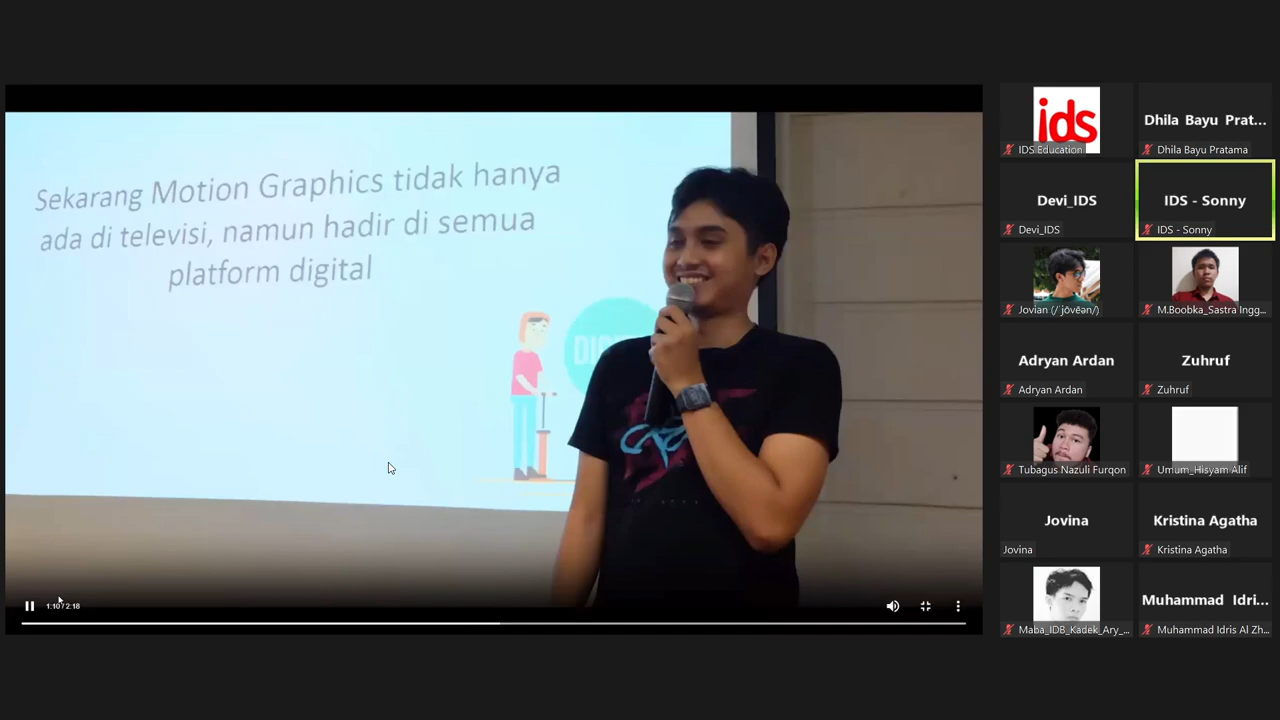 Sekarang Motion Graphics tidak hanya
ada di televisi, namun hadir di semua
platform digital
1:10 / 2:18
ids
IDS Education
Dhila Bayu Prat...
Dhila Bayu Pratama
Devi_IDS
Devi_IDS
IDS - Sonny
IDS - Sonny
Jovian (/ˈjōvēən/)
M.Boobka_Sastra Ingg...
Adryan Ardan
Adryan Ardan
Zuhruf
Zuhruf
Tubagus Nazuli Furqon
Umum_Hisyam Alif
Jovina
Jovina
Kristina Agatha
Kristina Agatha
Maba_IDB_Kadek_Ary_...
Muhammad Idri...
Muhammad Idris Al Zh...